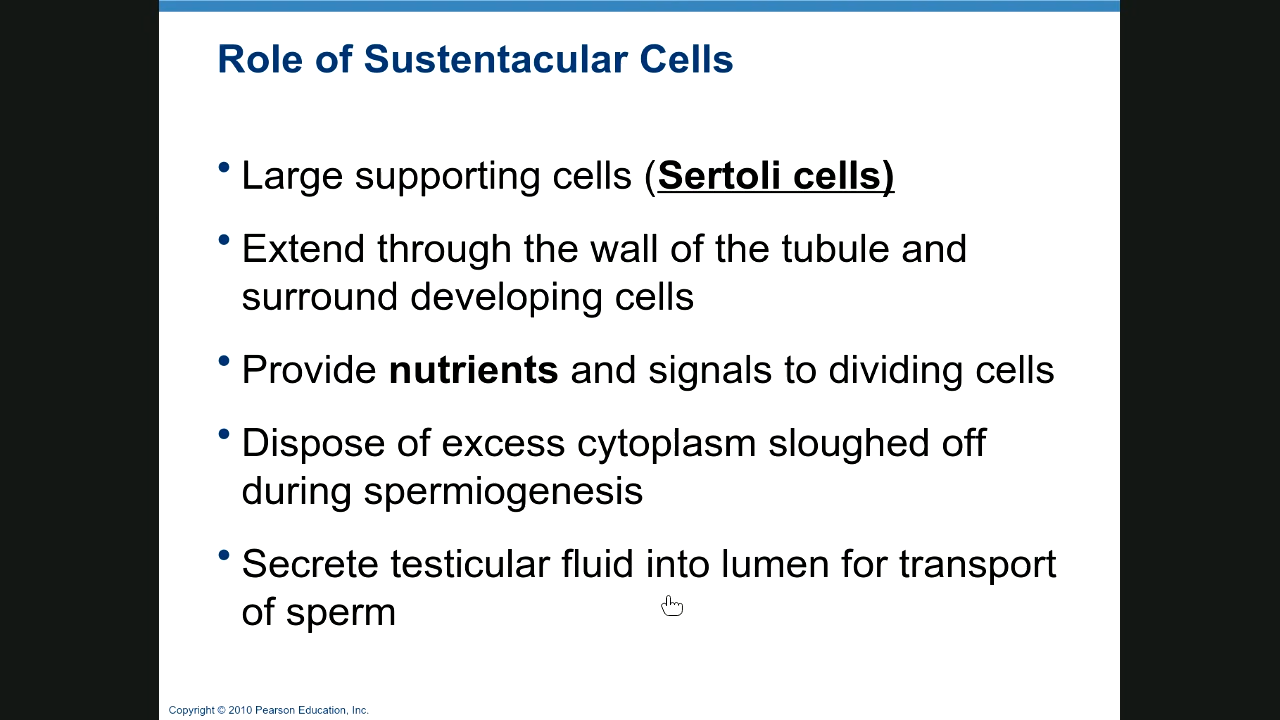 Role of Sustentacular Cells
• Large supporting cells (Sertoli cells)
• Extend through the wall of the tubule and
surround developing cells
• Provide nutrients and signals to dividing cells
• Dispose of excess cytoplasm sloughed off
during spermiogenesis
• Secrete testicular fluid into lumen for transport
of sperm
Copyright © 2010 Pearson Education, Inc.